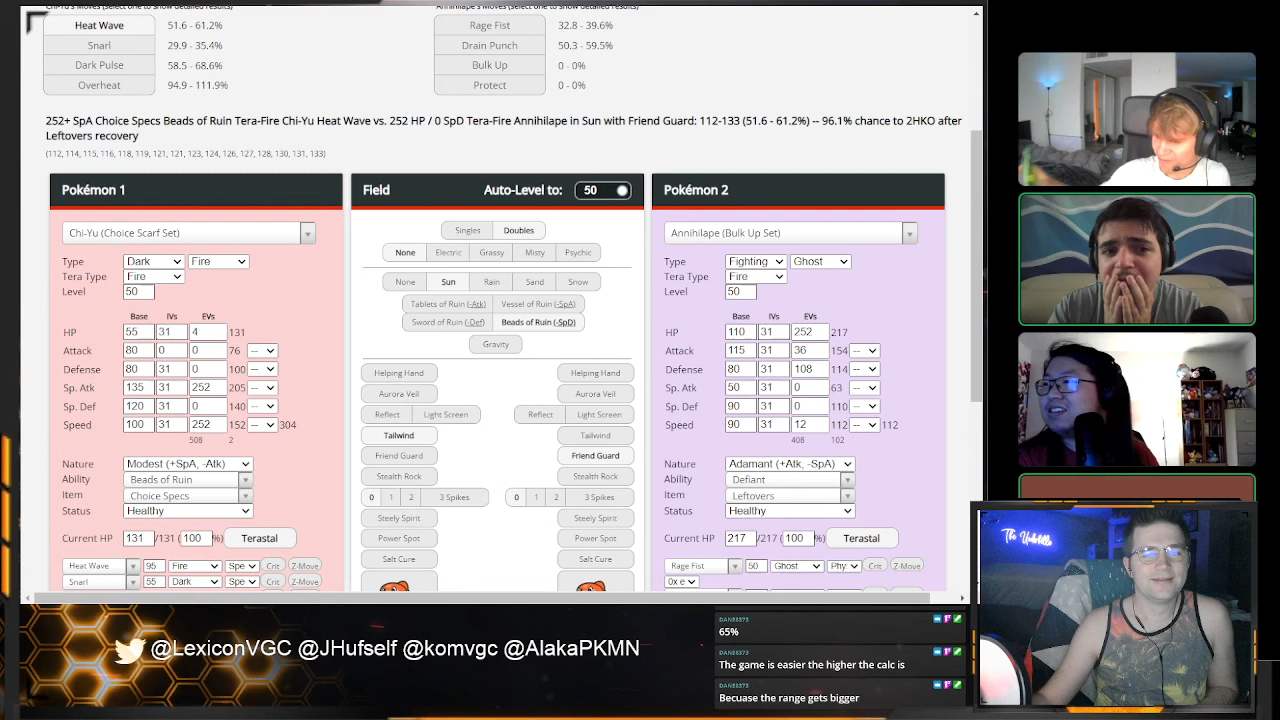 Heat Wave 51.6 - 61.2% Rage Fist 32.8 - 39.6%
Snarl 29.9 - 35.4% Drain Punch 50.3 - 59.5%
Dark Pulse 58.5 - 68.6% Bulk Up 0 - 0%
Overheat 94.9 - 111.9% Protect 0 - 0%
252+ SpA Choice Specs Beads of Ruin Tera-Fire Chi-Yu Heat Wave vs. 252 HP / 0 SpD Tera-Fire Annihilape in Sun with Friend Guard: 112-133 (51.6 - 61.2%) -- 96.1% chance to 2HKO after
Leftovers recovery
(112, 114, 115, 116, 118, 119, 121, 121, 123, 124, 126, 127, 128, 130, 131, 133)
Pokémon 1
Chi-Yu (Choice Scarf Set)
Type Dark Fire
Tera Type Fire
Level 50
Base IVs EVs
HP 55 31 4 131
Attack 80 0 0 76 --
Defense 80 31 0 100 --
Sp. Atk 135 31 252 205 --
Sp. Def 120 31 0 140 --
Speed 100 31 252 152 -- 304
508 2
Nature Modest (+SpA, -Atk)
Ability Beads of Ruin
Item Choice Specs
Status Healthy
Current HP 131 /131 (100 %) Terastal
Heat Wave 95 Fire Spe Crit Z-Move
Snarl 55 Dark Spe Crit Z-Move
Field Auto-Level to: 50
Singles Doubles
None Electric Grassy Misty Psychic
None Sun Rain Sand Snow
Tablets of Ruin (-Atk) Vessel of Ruin (-SpA)
Sword of Ruin (-Def) Beads of Ruin (-SpD)
Gravity
Helping Hand Helping Hand
Aurora Veil Aurora Veil
Reflect Light Screen Reflect Light Screen
Tailwind Tailwind
Friend Guard Friend Guard
Stealth Rock Stealth Rock
0 1 2 3 Spikes 0 1 2 3 Spikes
Steely Spirit Steely Spirit
Power Spot Power Spot
Salt Cure Salt Cure
Pokémon 2
Annihilape (Bulk Up Set)
Type Fighting Ghost
Tera Type Fire
Level 50
Base IVs EVs
HP 110 31 252 217
Attack 115 31 36 154 --
Defense 80 31 108 114 --
Sp. Atk 50 31 0 63 --
Sp. Def 90 31 0 110 --
Speed 90 31 12 112 -- 112
408 102
Nature Adamant (+Atk, -SpA)
Ability Defiant
Item Leftovers
Status Healthy
Current HP 217 /217 (100 %) Terastal
Rage Fist 50 Ghost Phy Crit Z-Move
0x e
@LexiconVGC @JHufself @komvgc @AlakaPKMN
DANE8373
65%
DANE8373
The game is easier the higher the calc is
DANE8373
Becuase the range gets bigger
The